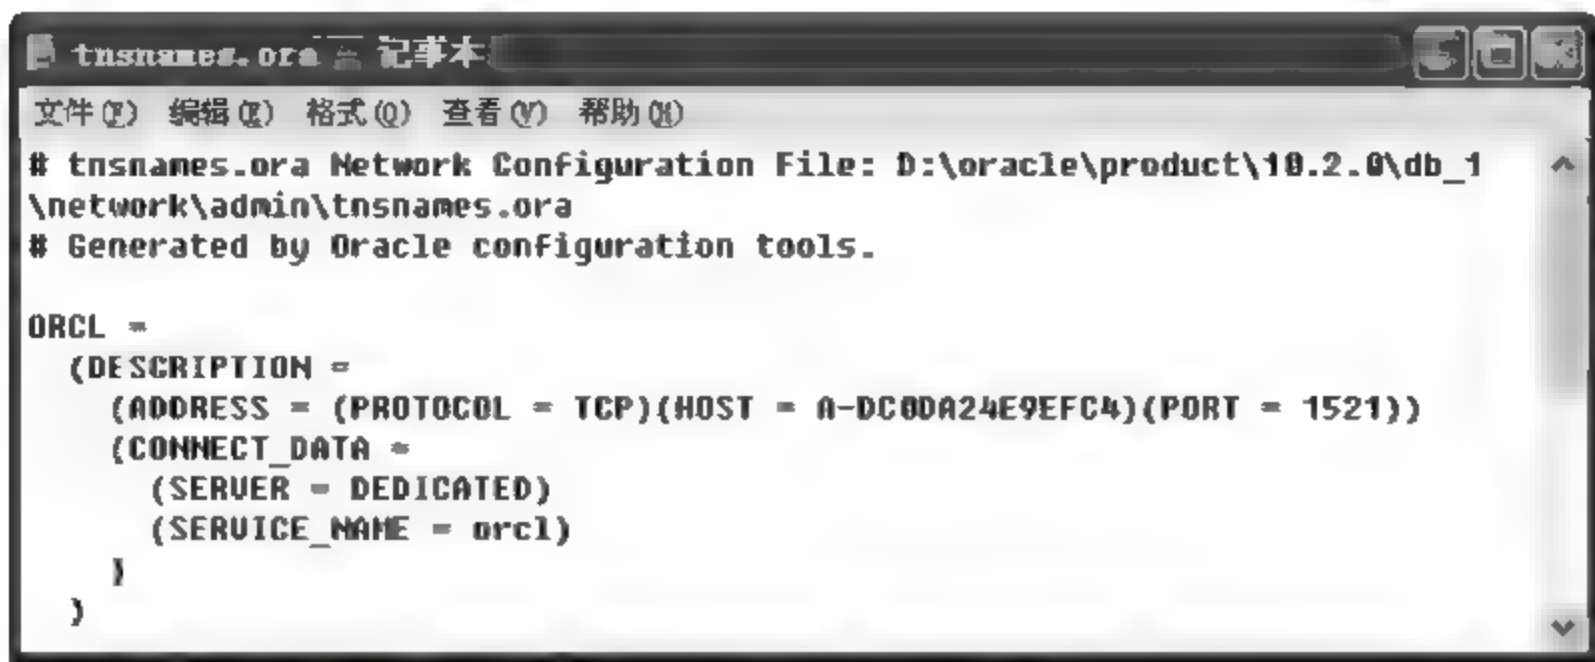 tnsnames.ora - 记事本
文件(F) 编辑(E) 格式(O) 查看(V) 帮助(H)
# tnsnames.ora Network Configuration File: D:\oracle\product\10.2.0\db_1
\network\admin\tnsnames.ora
# Generated by Oracle configuration tools.
ORCL =
(DESCRIPTION =
(ADDRESS = (PROTOCOL = TCP)(HOST = A-DC0DA24E9EFC4)(PORT = 1521))
(CONNECT_DATA =
(SERVER = DEDICATED)
(SERVICE_NAME = orcl)
)
)